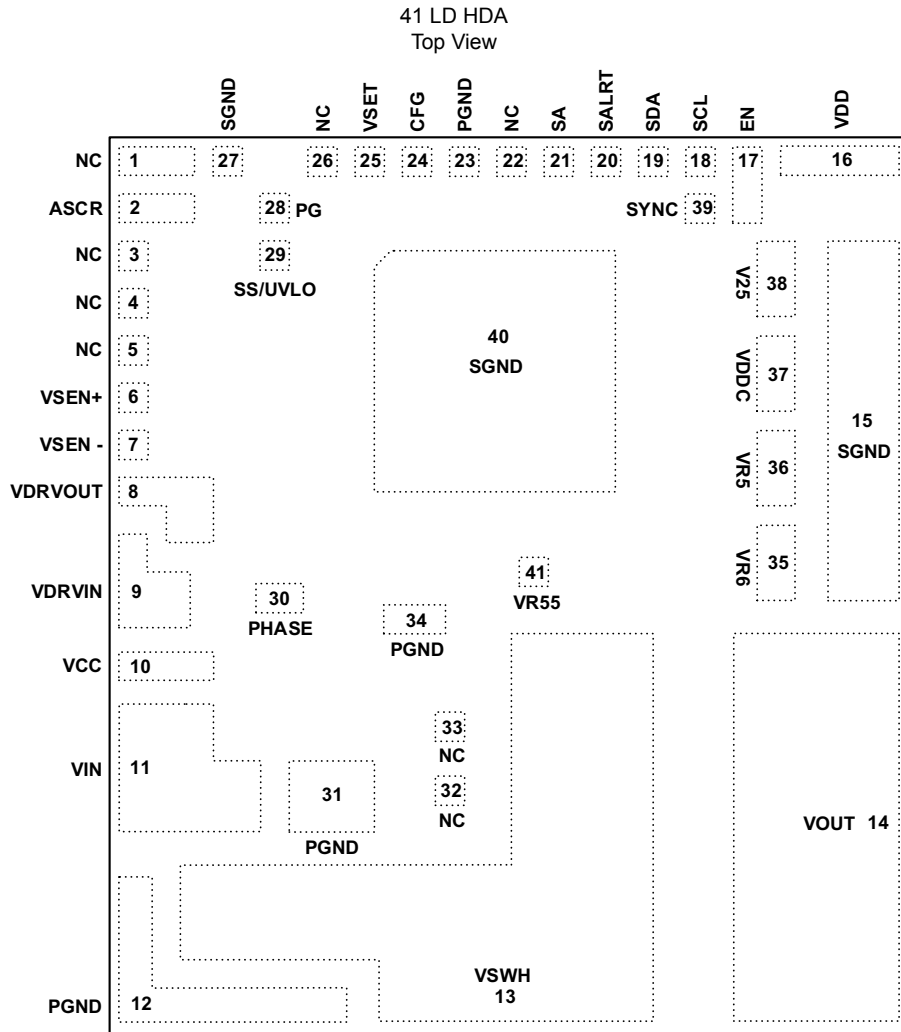 41 LD HDA
Top View
SGND
NC
VSET
CFG
PGND
NC
SA
SALRT
SDA
SCL
EN
VDD
NC
1
27
26
25
24
23
22
21
20
19
18
17
16
ASCR
2
28
PG
SYNC
39
NC
3
29
SS/UVLO
V25
38
NC
4
40
SGND
NC
5
VDDC
37
VSEN+
6
15
SGND
VSEN -
7
VR5
36
VDRVOUT
8
41
VR55
VR6
35
VDRVIN
9
30
PHASE
34
PGND
VCC
10
33
NC
VIN
11
31
PGND
32
NC
VOUT 14
VSWH
13
PGND
12